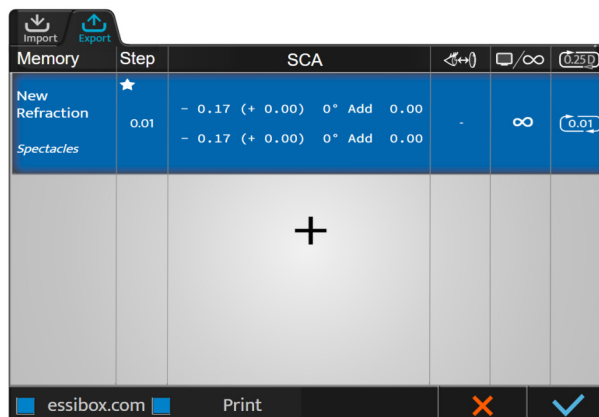 Import Export
Memory Step SCA /∞ 0.25D
New
Refraction
Spectacles
0.01
- 0.17 (+ 0.00) 0° Add 0.00
- 0.17 (+ 0.00) 0° Add 0.00
- ∞ 0.01
+
essibox.com Print